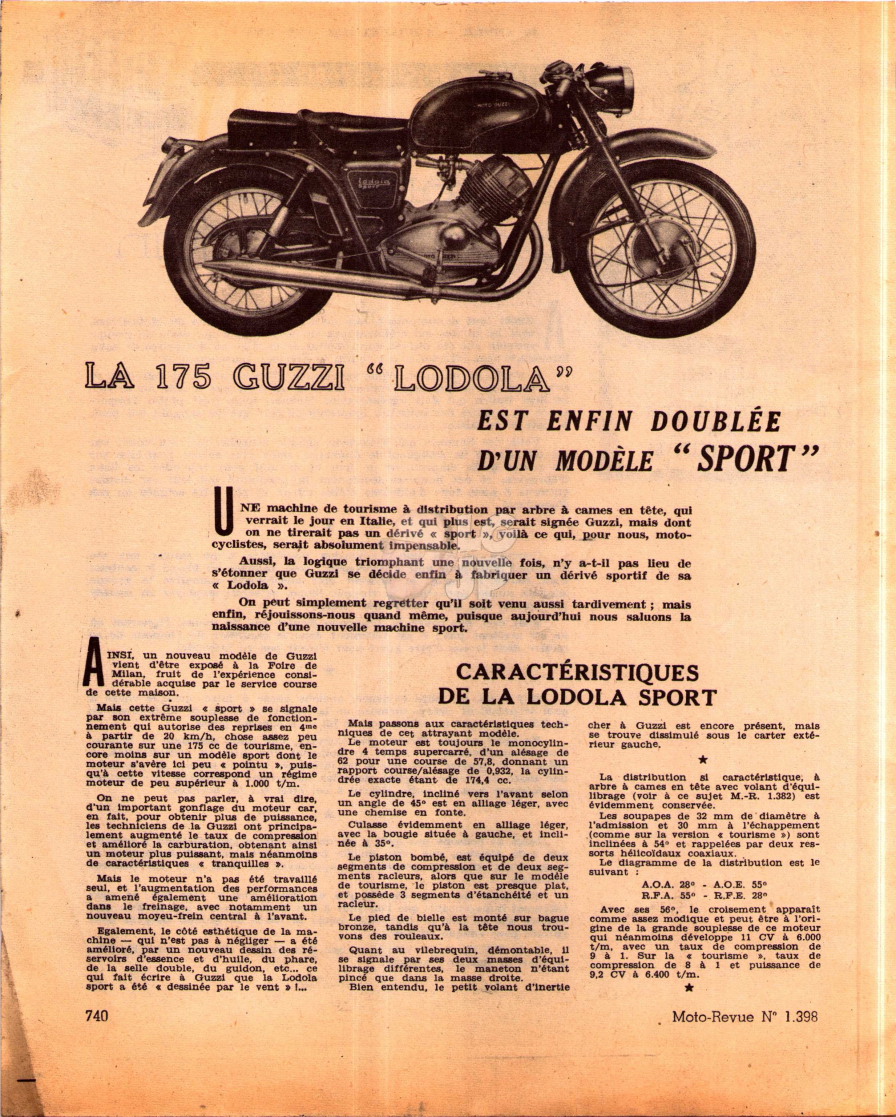 LA 175 GUZZI “LODOLA”
EST ENFIN DOUBLÉE
D'UN MODÈLE “SPORT”
UNE machine de tourisme à distribution par arbre à cames en tête, qui
verrait le jour en Italie, et qui plus est, serait signée Guzzi, mais dont
on ne tirerait pas un dérivé « sport », voilà ce qui, pour nous, moto-
cyclistes, serait absolument impensable.
Aussi, la logique triomphant une nouvelle fois, n'y a-t-il pas lieu de
s'étonner que Guzzi se décide enfin à fabriquer un dérivé sportif de sa
« Lodola ».
On peut simplement regretter qu'il soit venu aussi tardivement ; mais
enfin, réjouissons-nous quand même, puisque aujourd'hui nous saluons la
naissance d'une nouvelle machine sport.
AINSI, un nouveau modèle de Guzzi
vient d'être exposé à la Foire de
Milan, fruit de l'expérience consi-
dérable acquise par le service course
de cette maison.
Mais cette Guzzi « sport » se signale
par son extrême souplesse de fonction-
nement qui autorise des reprises en 4me
à partir de 20 km/h, chose assez peu
courante sur une 175 cc de tourisme, en-
core moins sur un modèle sport dont le
moteur s'avère ici peu « pointu », puis-
qu'à cette vitesse correspond un régime
moteur de peu supérieur à 1.000 t/m.
On ne peut pas parler, à vrai dire,
d'un important gonflage du moteur car,
en fait, pour obtenir plus de puissance,
les techniciens de la Guzzi ont principa-
lement augmenté le taux de compression
et amélioré la carburation, obtenant ainsi
un moteur plus puissant, mais néanmoins
de caractéristiques « tranquilles ».
Mais le moteur n'a pas été travaillé
seul, et l'augmentation des performances
a amené également une amélioration
dans le freinage, avec notamment un
nouveau moyeu-frein central à l'avant.
Egalement, le côté esthétique de la ma-
chine — qui n'est pas à négliger — a été
amélioré, par un nouveau dessin des ré-
servoirs d'essence et d'huile, du phare,
de la selle double, du guidon, etc... ce
qui fait écrire à Guzzi que la Lodola
sport a été « dessinée par le vent » !...
CARACTÉRISTIQUES
DE LA LODOLA SPORT
Mais passons aux caractéristiques tech-
niques de cet attrayant modèle.
Le moteur est toujours le monocylin-
dre 4 temps supercarré, d'un alésage de
62 pour une course de 57,8, donnant un
rapport course/alésage de 0,932, la cylin-
drée exacte étant de 174,4 cc.
Le cylindre, incliné vers l'avant selon
un angle de 45° est en alliage léger, avec
une chemise en fonte.
Culasse évidemment en alliage léger,
avec la bougie située à gauche, et incli-
née à 35°.
Le piston bombé, est équipé de deux
segments de compression et de deux seg-
ments racleurs, alors que sur le modèle
de tourisme, le piston est presque plat,
et possède 3 segments d'étanchéité et un
racleur.
Le pied de bielle est monté sur bague
bronze, tandis qu'à la tête nous trou-
vons des rouleaux.
Quant au vilebrequin, démontable, il
se signale par ses deux masses d'équi-
librage différentes, le maneton n'étant
pincé que dans la masse droite.
Bien entendu, le petit volant d'inertie
cher à Guzzi est encore présent, mais
se trouve dissimulé sous le carter exté-
rieur gauche.
★
La distribution si caractéristique, à
arbre à cames en tête avec volant d'équi-
librage (voir à ce sujet M.-R. 1.382) est
évidemment conservée.
Les soupapes de 32 mm de diamètre à
l'admission et 30 mm à l'échappement
(comme sur la version « tourisme ») sont
inclinées à 54° et rappelées par deux res-
sorts hélicoïdaux coaxiaux.
Le diagramme de la distribution est le
suivant :
A.O.A. 28° - A.O.E. 55°
R.F.A. 55° - R.F.E. 28°
Avec ses 56°, le croisement apparaît
comme assez modique et peut être à l'ori-
gine de la grande souplesse de ce moteur
qui néanmoins développe 11 CV à 6.000
t/m, avec un taux de compression de
9 à 1. Sur la « tourisme », taux de
compression de 8 à 1 et puissance de
9,2 CV à 6.400 t/m.
★
740
Moto-Revue N° 1.398